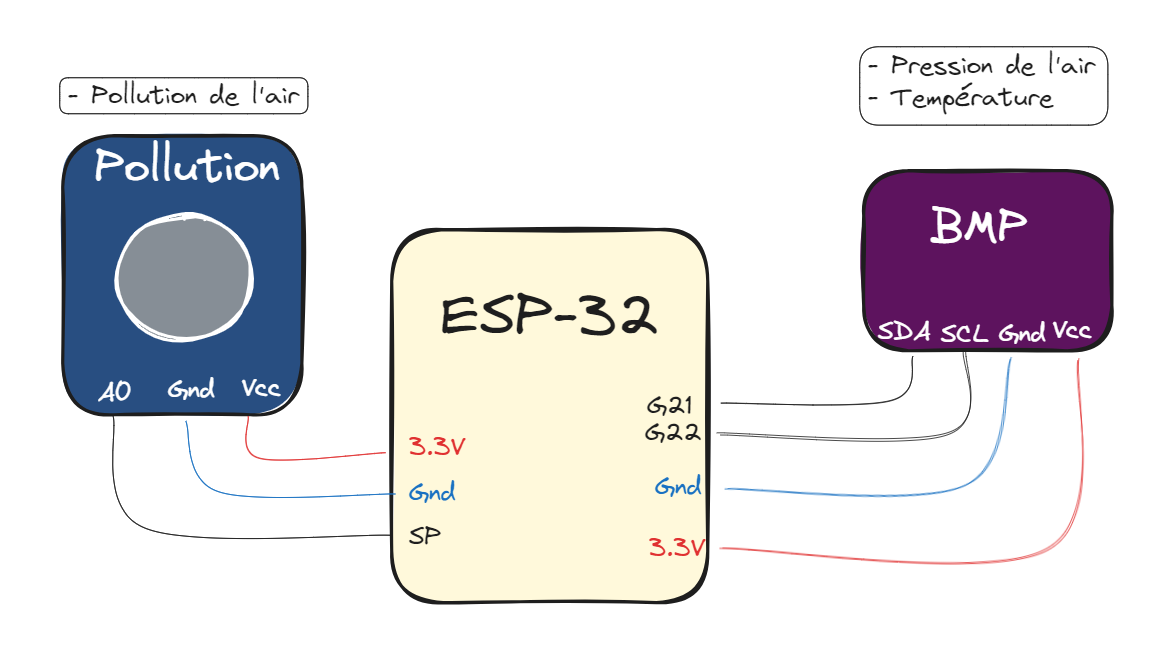 - Pollution de l'air
Pollution
AO Gnd Vcc
ESP-32
3.3V
Gnd
SP
G21
G22
Gnd
3.3V
- Pression de l'air
- Température
BMP
SDA SCL Gnd Vcc